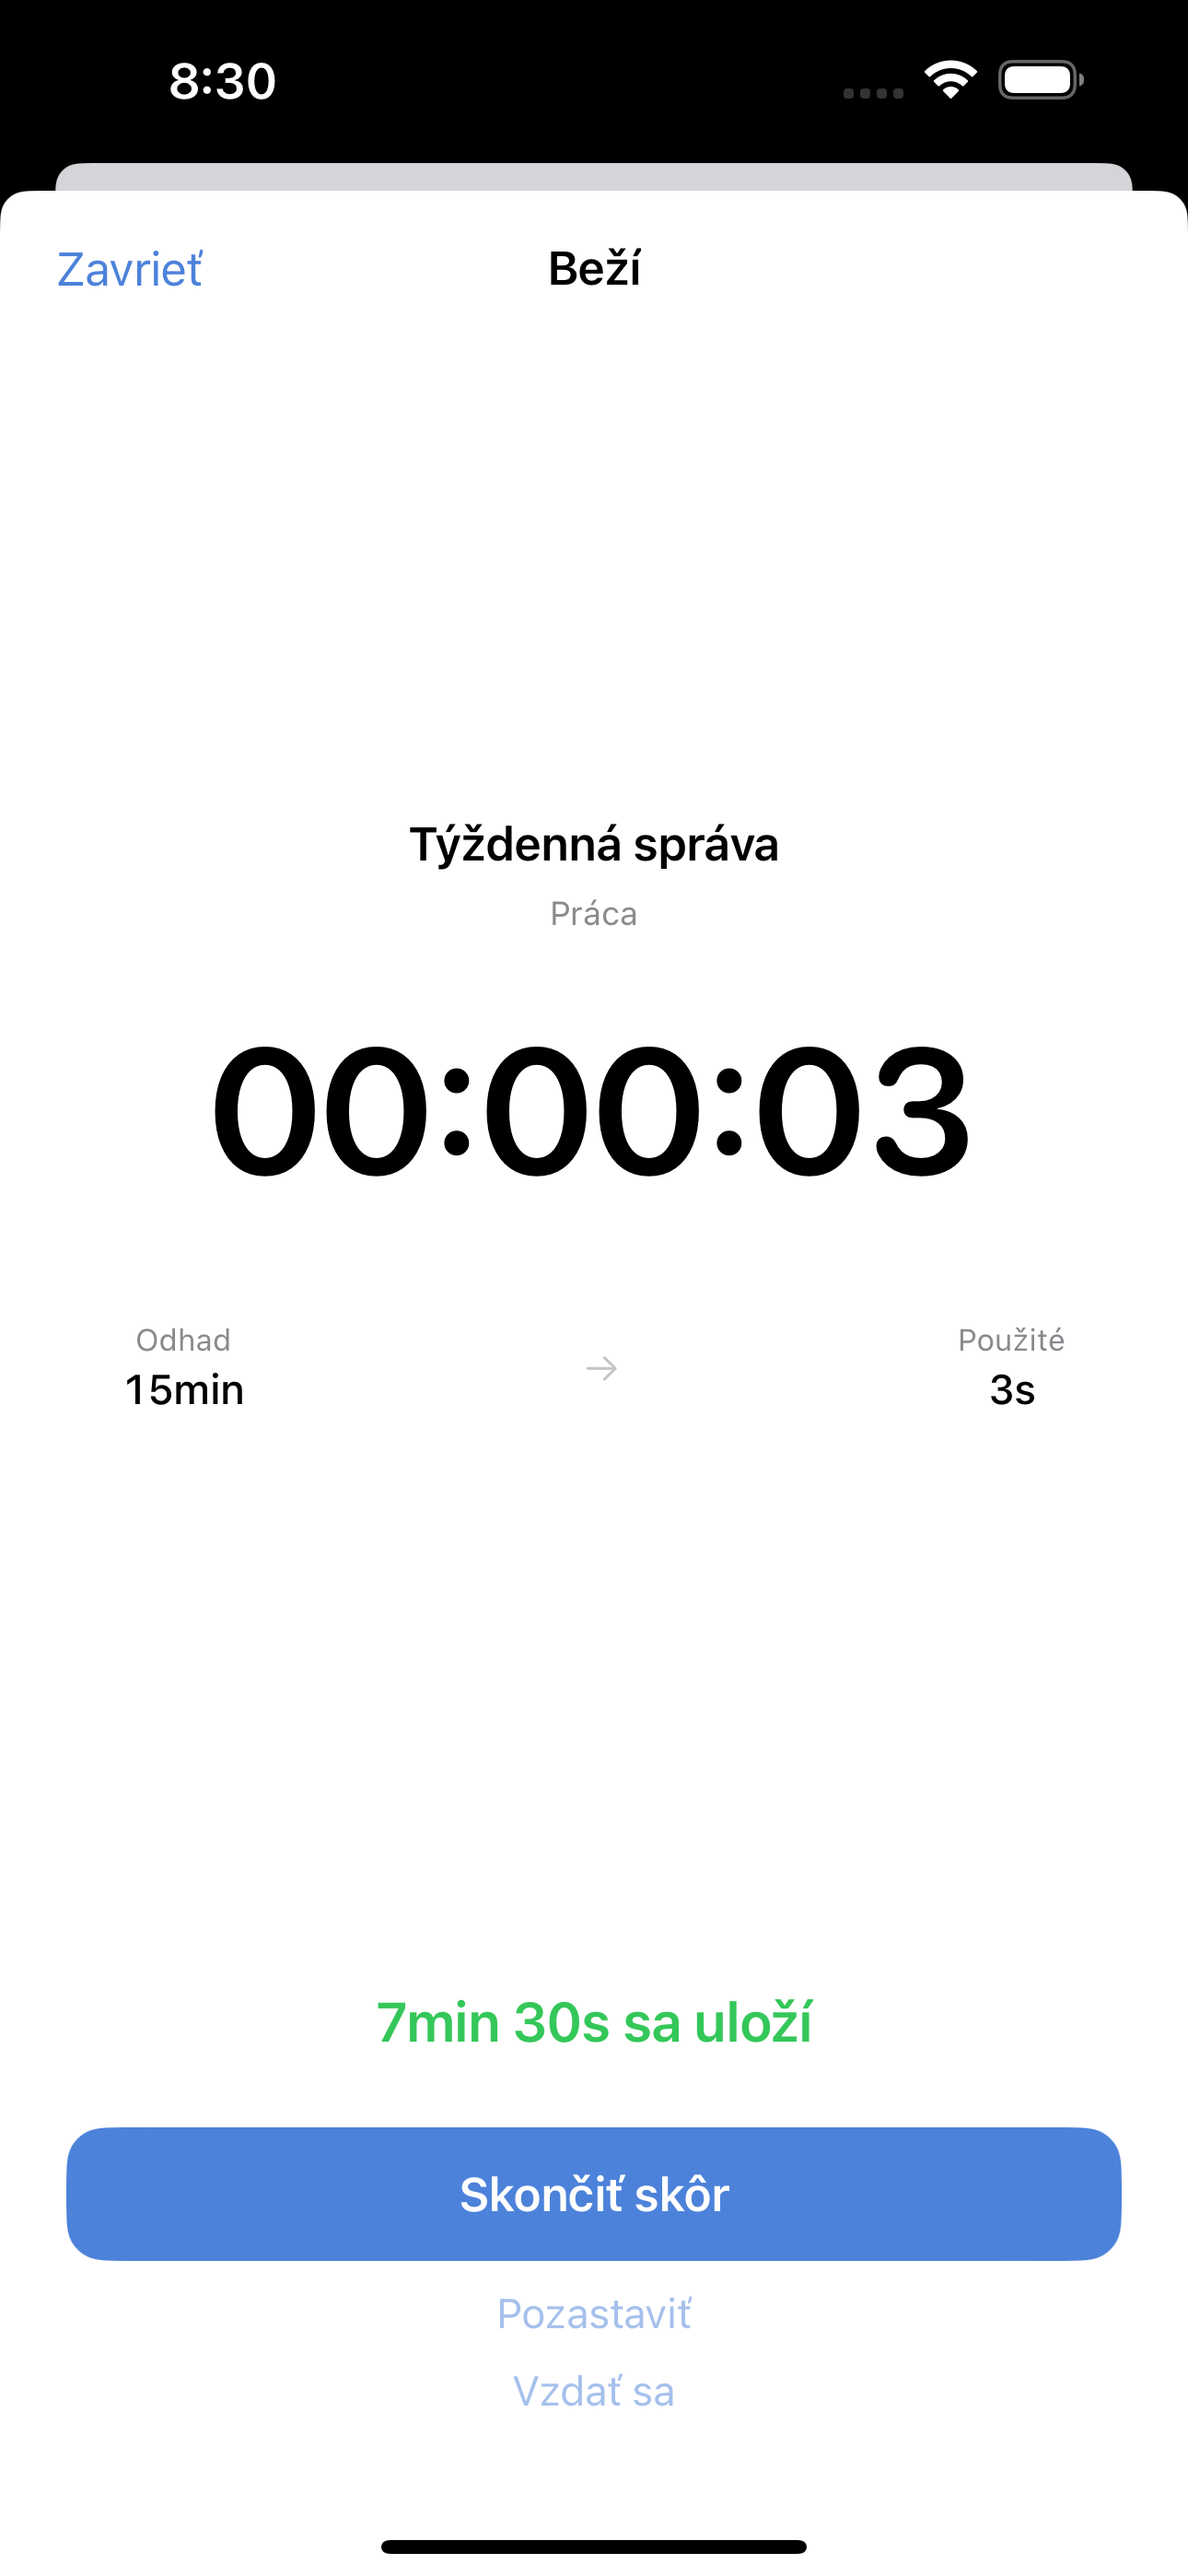 8:30
Zavrieť
Beží
Týždenná správa
Práca
00:00:03
Odhad
Použité
15min
→
3s
7min 30s sa uloží
Skončiť skôr
Pozastaviť
Vzdať sa